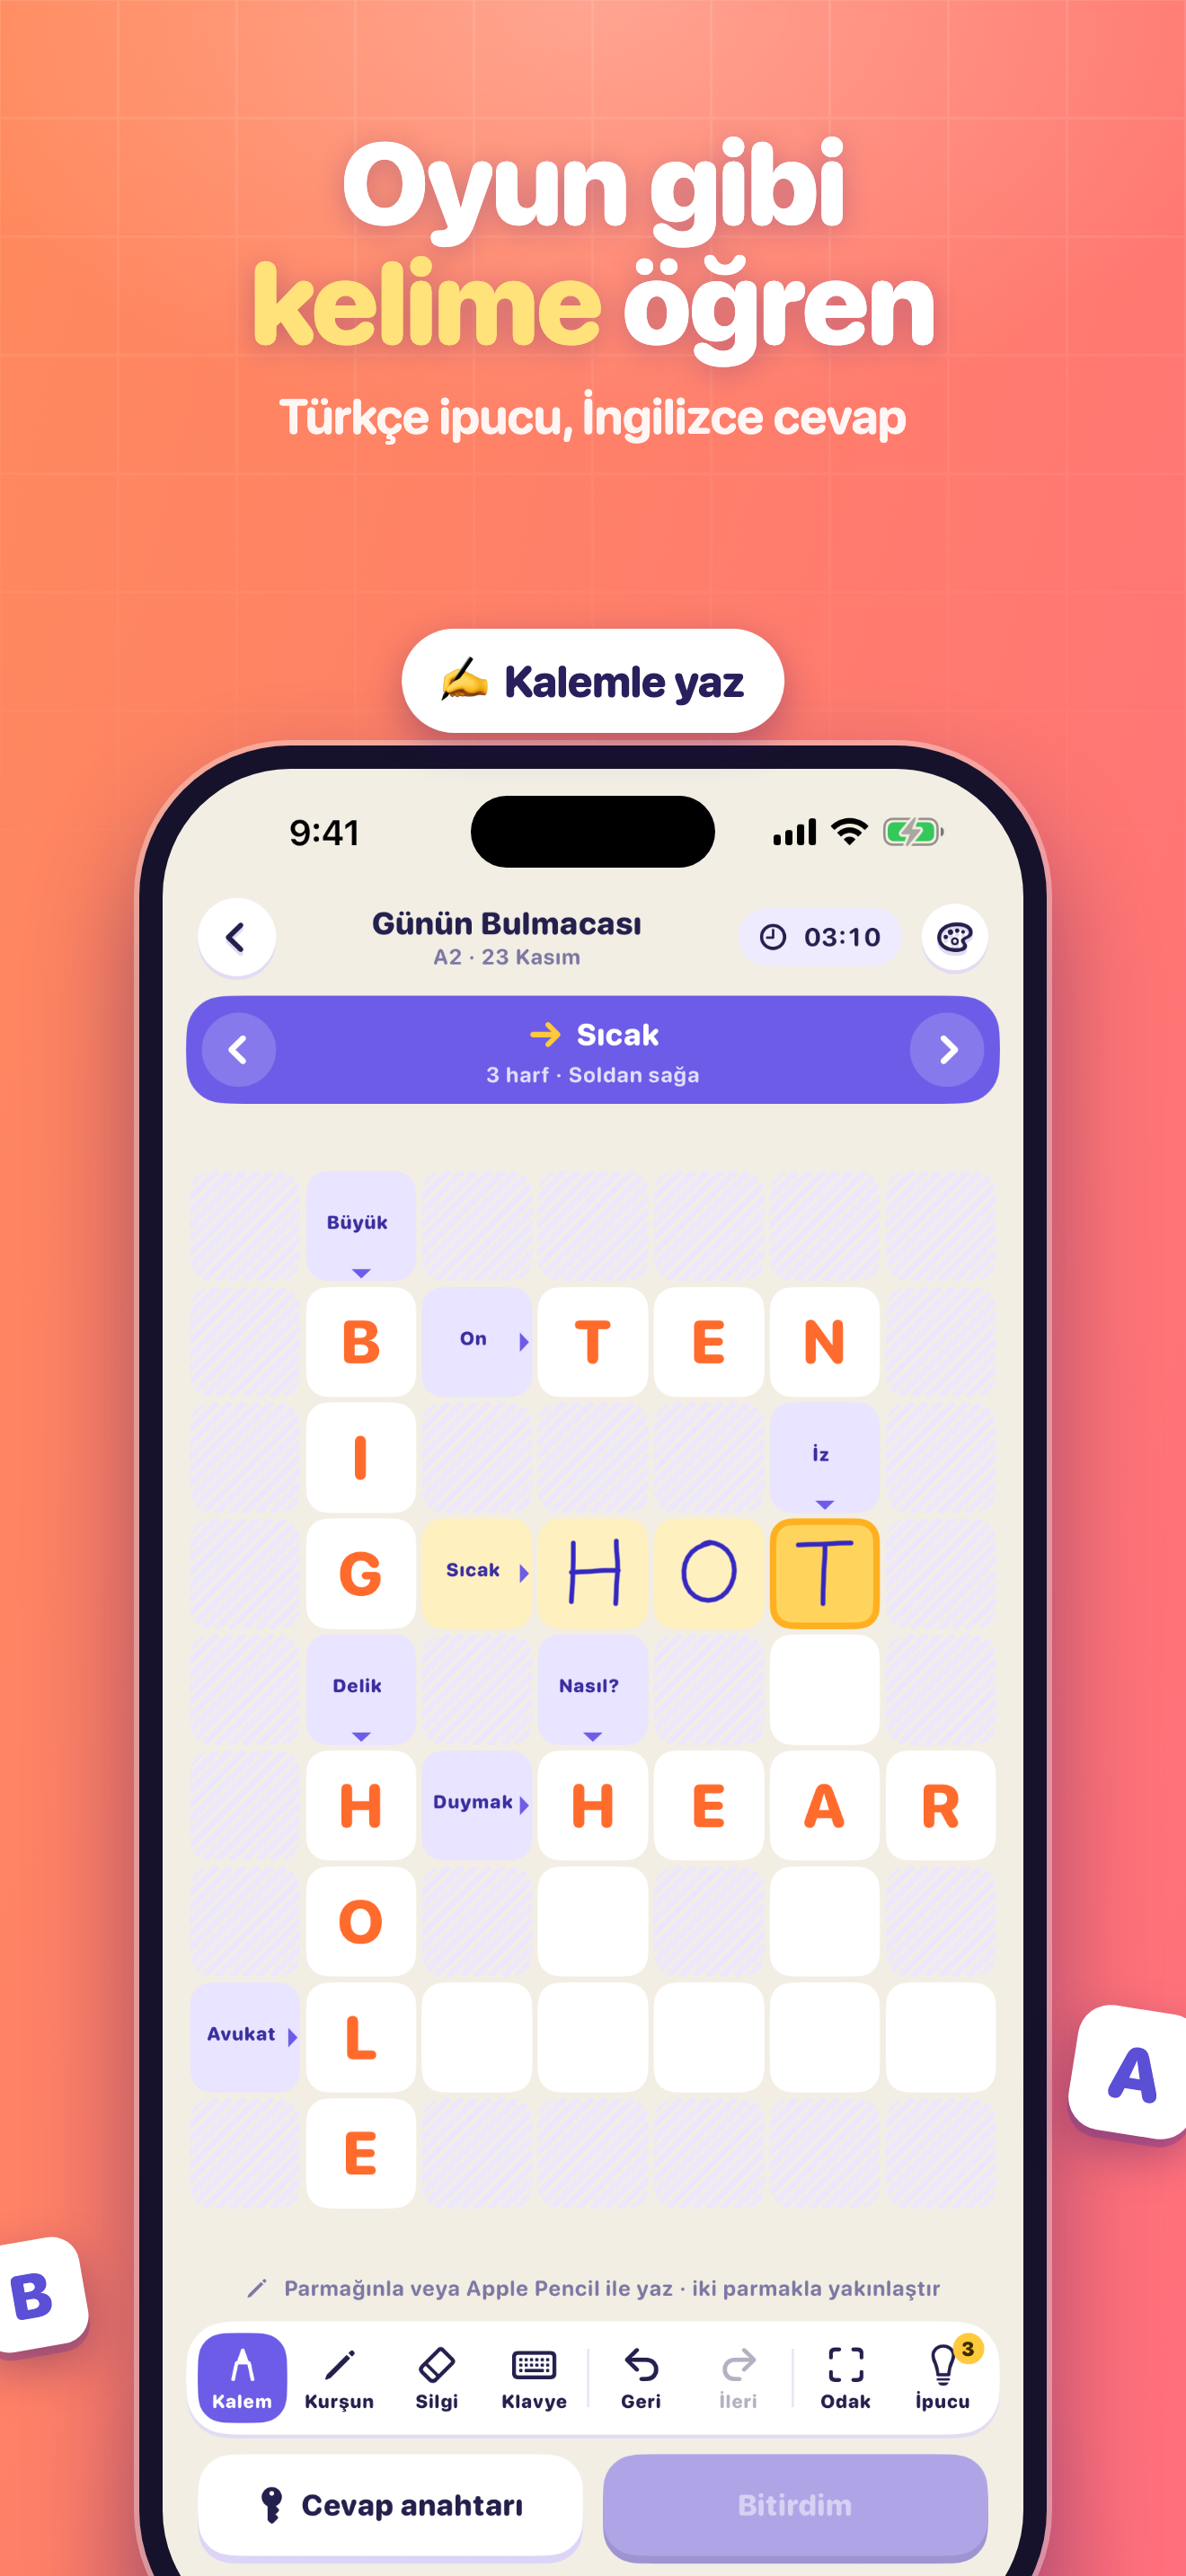 Oyun gibi
kelime öğren
Türkçe ipucu, İngilizce cevap
✍️ Kalemle yaz
9:41
Günün Bulmacası
A2 · 23 Kasım
03:10
→ Sıcak
3 harf · Soldan sağa
Büyük
B On T E N
I İz
G Sıcak H O T
Delik Nasıl?
H Duymak H E A R
O
Avukat L
E
A
B
Parmağınla veya Apple Pencil ile yaz · iki parmakla yakınlaştır
3
Kalem Kurşun Silgi Klavye Geri İleri Odak İpucu
Cevap anahtarı Bitirdim